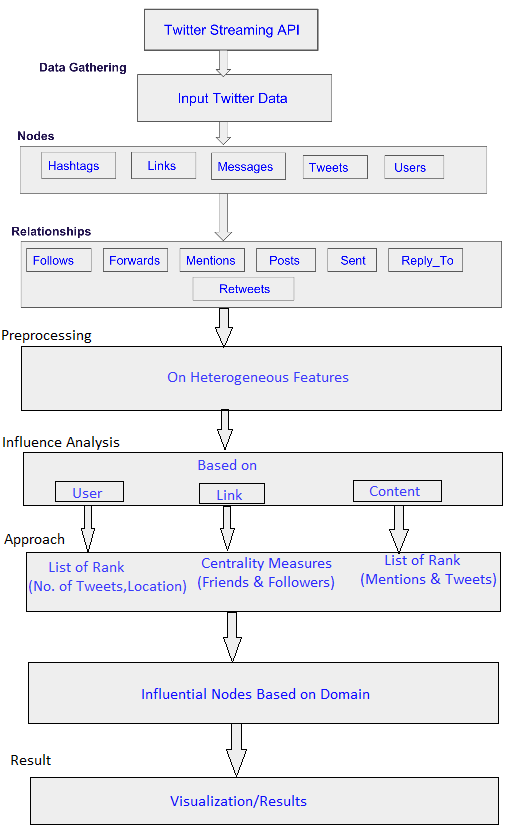 Twitter Streaming API
Data Gathering
Input Twitter Data
Nodes
Hashtags Links Messages Tweets Users
Relationships
Follows Forwards Mentions Posts Sent Reply_To
Retweets
Preprocessing
On Heterogeneous Features
Influence Analysis
Based on
User Link Content
Approach
List of Rank Centrality Measures List of Rank
(No. of Tweets,Location) (Friends & Followers) (Mentions & Tweets)
Influential Nodes Based on Domain
Result
Visualization/Results